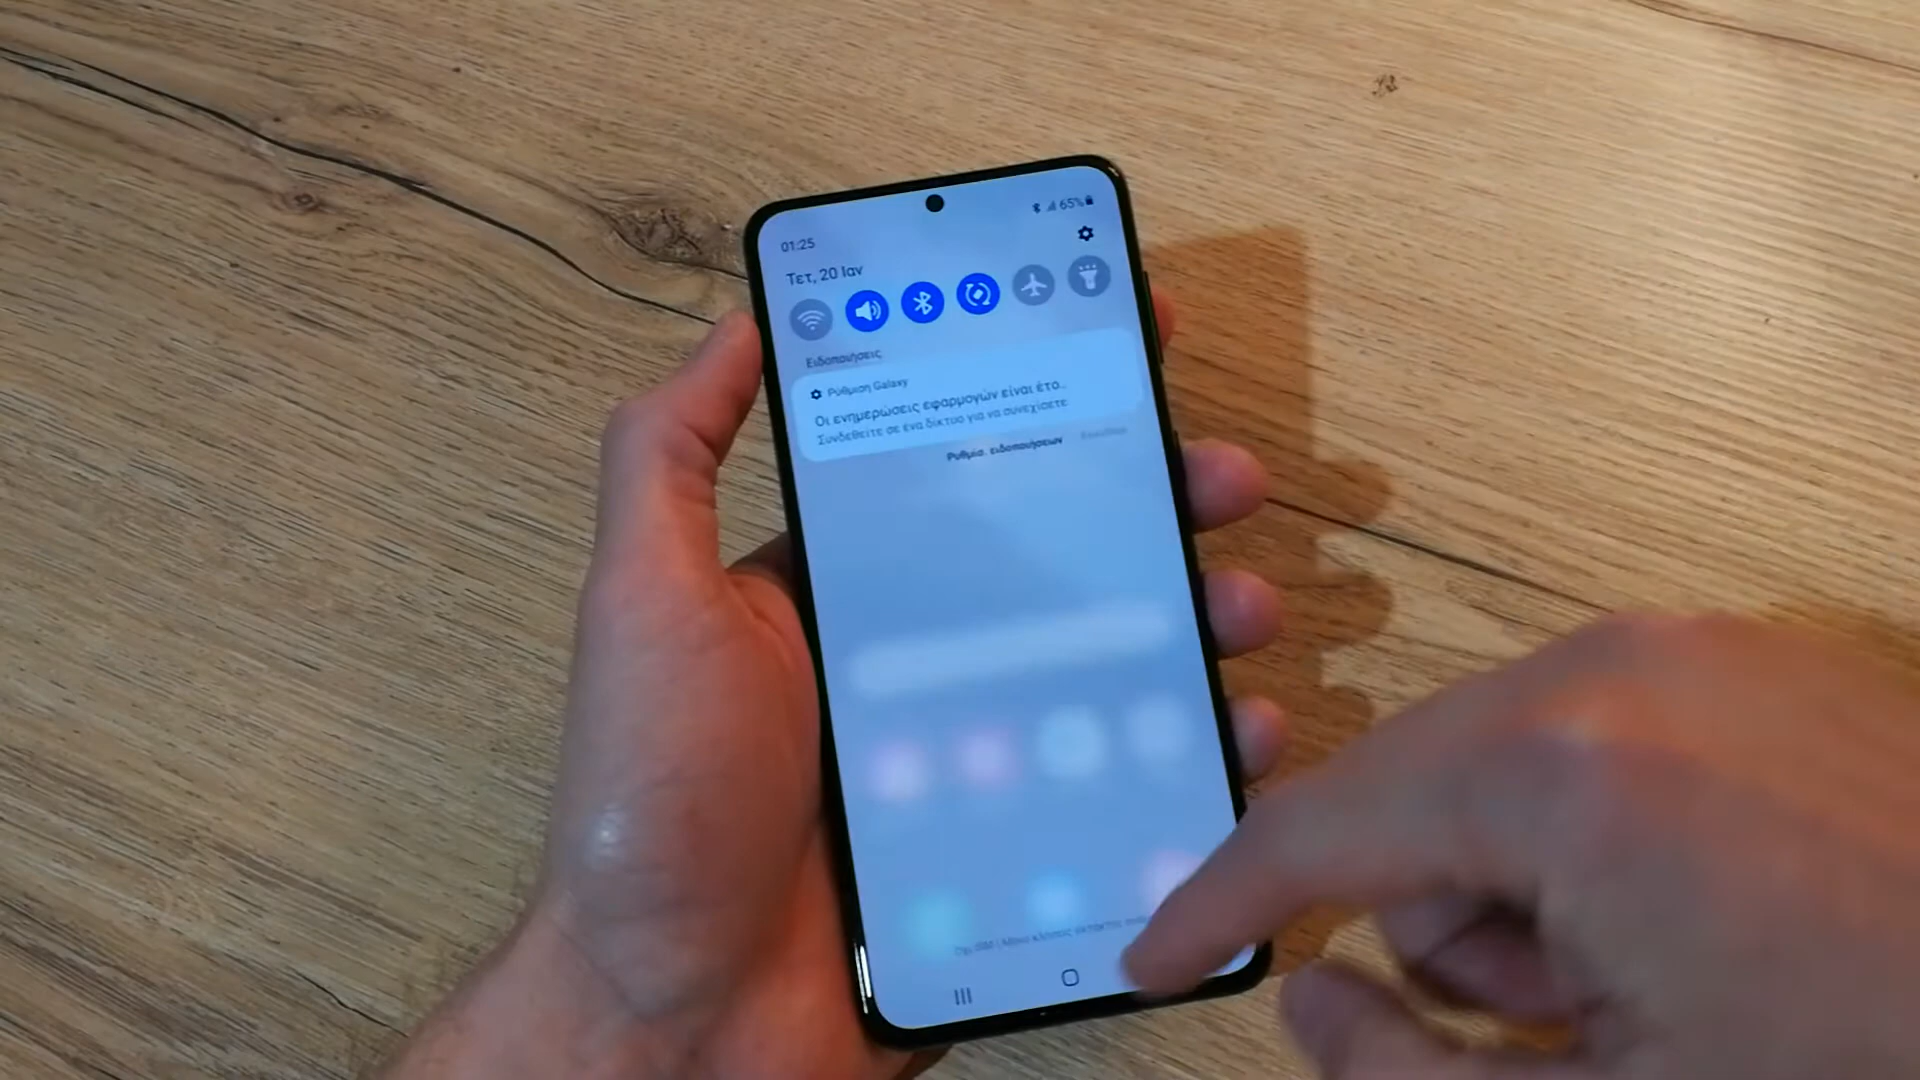 01:25
65%
Τετ, 20 Ιαν
Ειδοποιήσεις
Ρύθμιση Galaxy
Οι ενημερώσεις εφαρμογών είναι έτο..
Συνδεθείτε σε ένα δίκτυο για να συνεχίσετε
Ρυθμίσ. ειδοποιήσεων